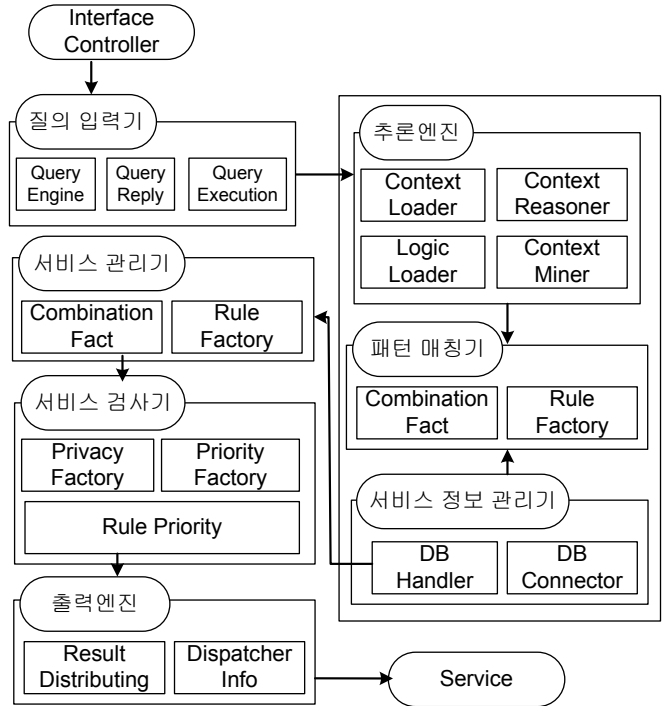 Interface
Controller
질의 입력기
Query
Engine
Query
Reply
Query
Execution
추론엔진
Context
Loader
Context
Reasoner
Logic
Loader
Context
Miner
패턴 매칭기
Combination
Fact
Rule
Factory
서비스 정보 관리기
DB
Handler
DB
Connector
서비스 관리기
Combination
Fact
Rule
Factory
서비스 검사기
Privacy
Factory
Priority
Factory
Rule Priority
출력엔진
Result
Distributing
Dispatcher
Info
Service